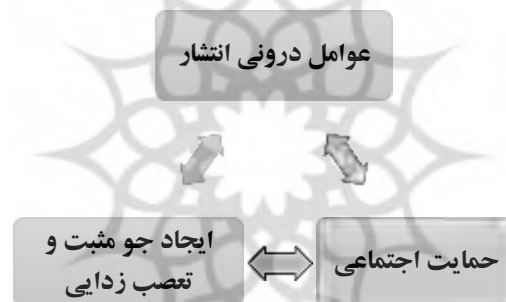 عوامل درونی انتشار
حمایت اجتماعی
ایجاد جو مثبت و
تعصب زدایی